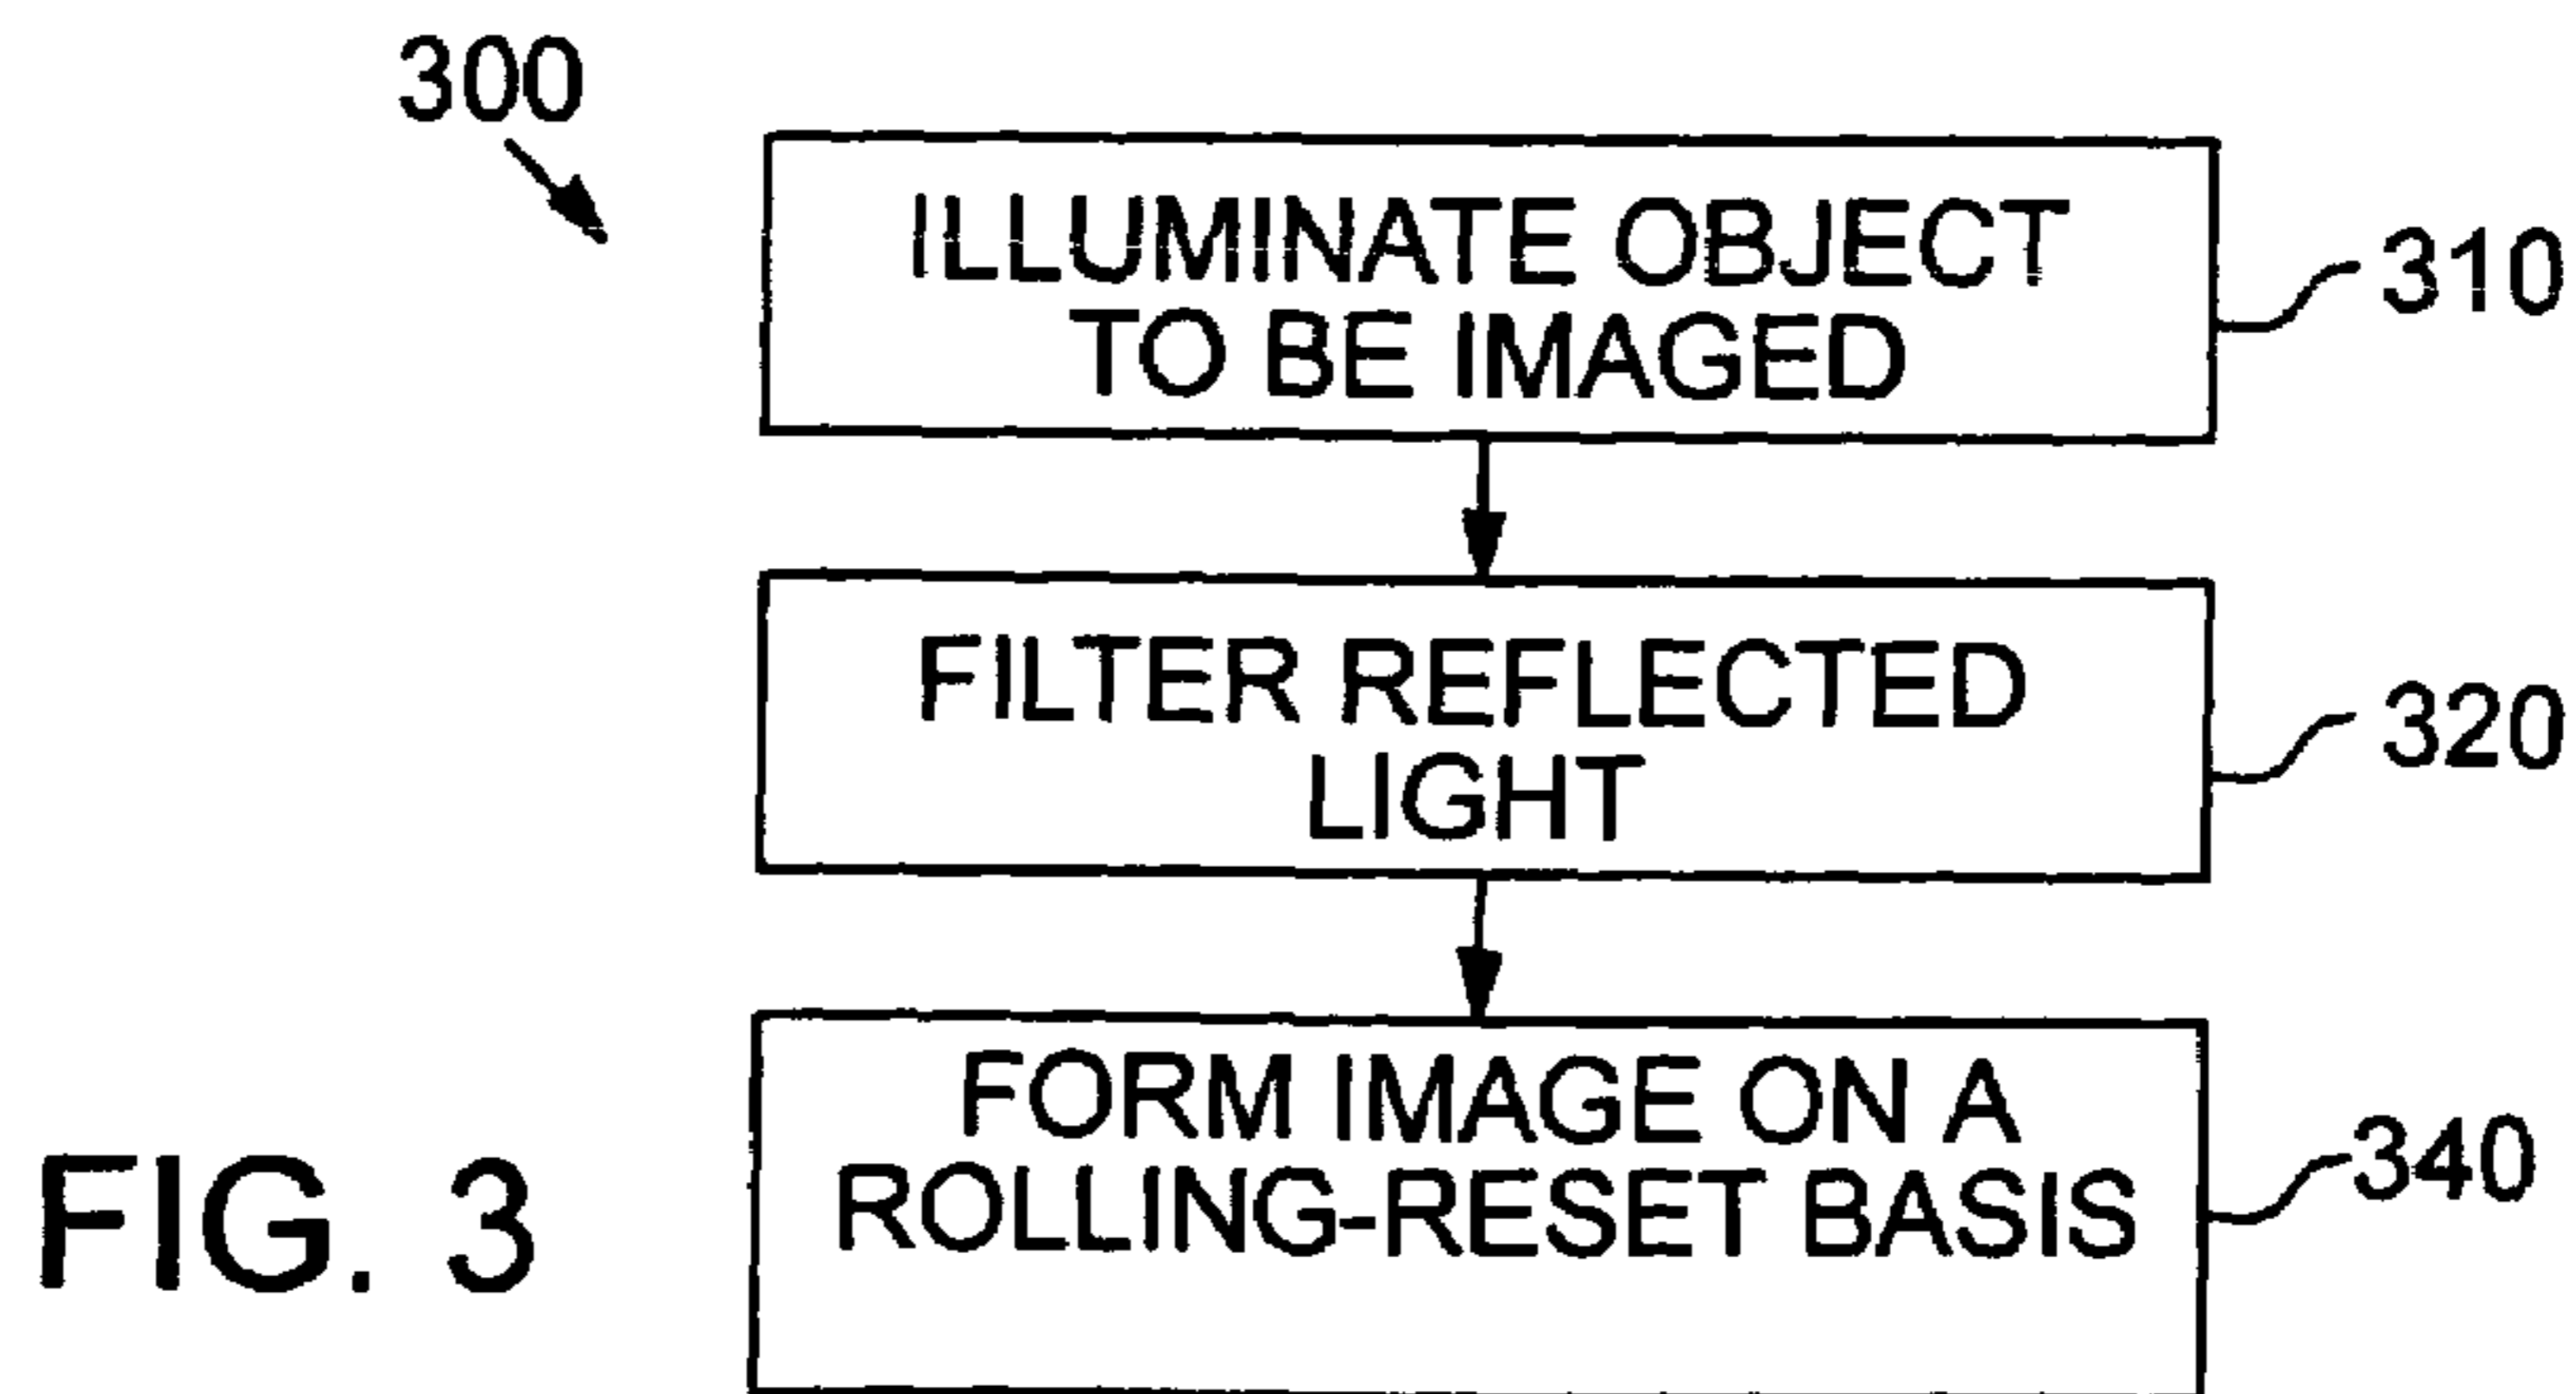 300
ILLUMINATE OBJECT
TO BE IMAGED
310
FILTER REFLECTED
LIGHT
320
FORM IMAGE ON A
ROLLING-RESET BASIS
340
FIG. 3